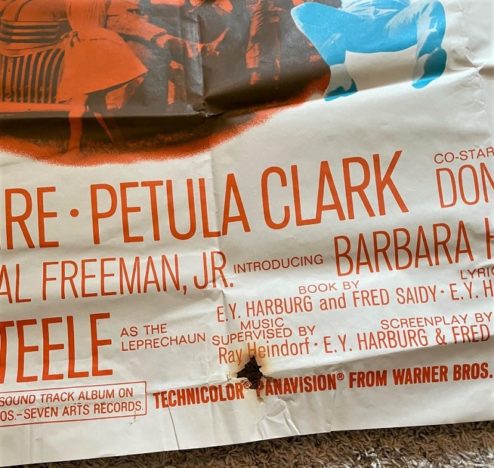 RE · PETULA CLARK
CO-STAR
DON
AL FREEMAN, JR. INTRODUCING BARBARA H
TEELE AS THE LEPRECHAUN
BOOK BY
E.Y. HARBURG and FRED SAIDY · E.Y. H
LYRIC
MUSIC
SUPERVISED BY
Ray Heindorf · E.Y. HARBURG & FRED
SCREENPLAY BY
SOUND TRACK ALBUM ON
OS.-SEVEN ARTS RECORDS.
TECHNICOLOR® PANAVISION® FROM WARNER BROS.